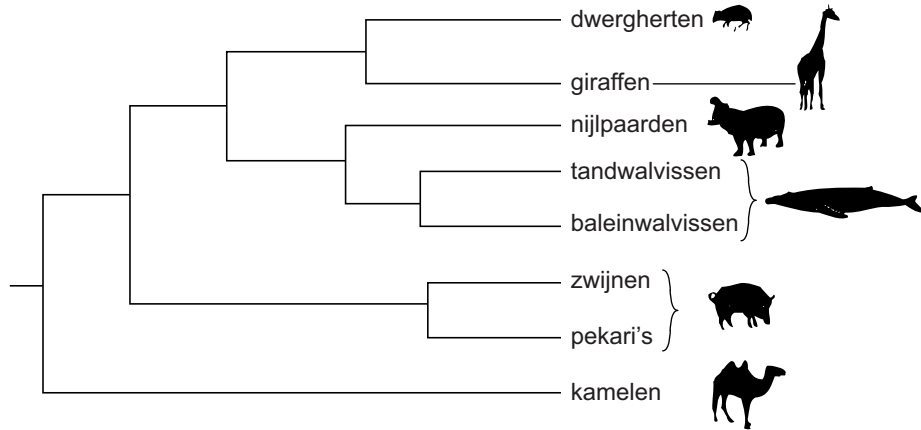 dwergherten
giraffen
nijlpaarden
tandwalvissen
baleinwalvissen
zwijnen
pekari's
kamelen